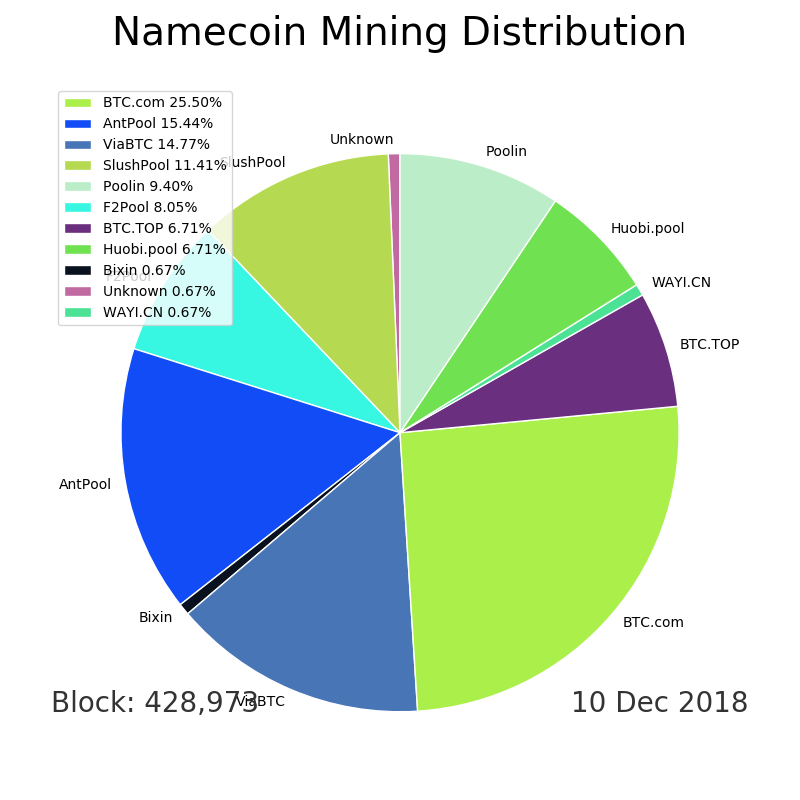 Namecoin Mining Distribution
BTC.com 25.50%
AntPool 15.44%
ViaBTC 14.77%
SlushPool 11.41%
Poolin 9.40%
F2Pool 8.05%
BTC.TOP 6.71%
Huobi.pool 6.71%
Bixin 0.67%
Unknown 0.67%
WAYI.CN 0.67%
Unknown
Poolin
SlushPool
Huobi.pool
F2Pool
WAYI.CN
BTC.TOP
AntPool
Bixin
BTC.com
ViaBTC
Block: 428,973
10 Dec 2018